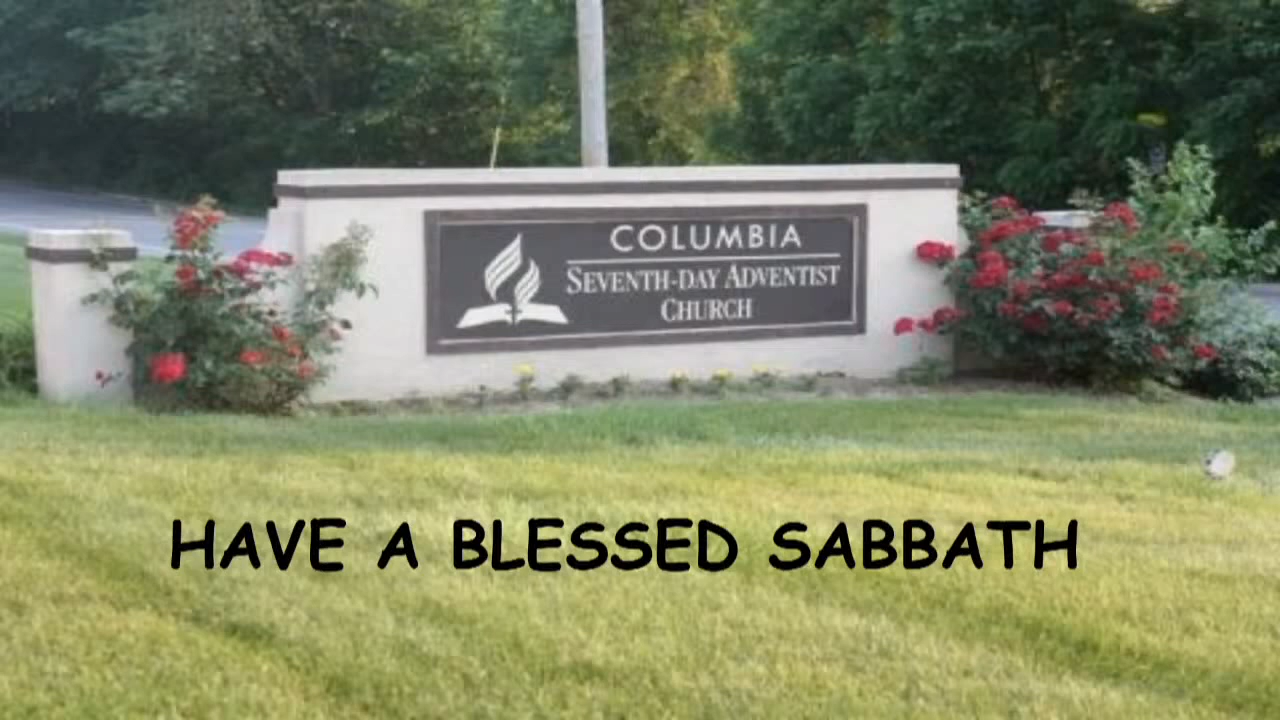 COLUMBIA
SEVENTH-DAY ADVENTIST
CHURCH
HAVE A BLESSED SABBATH